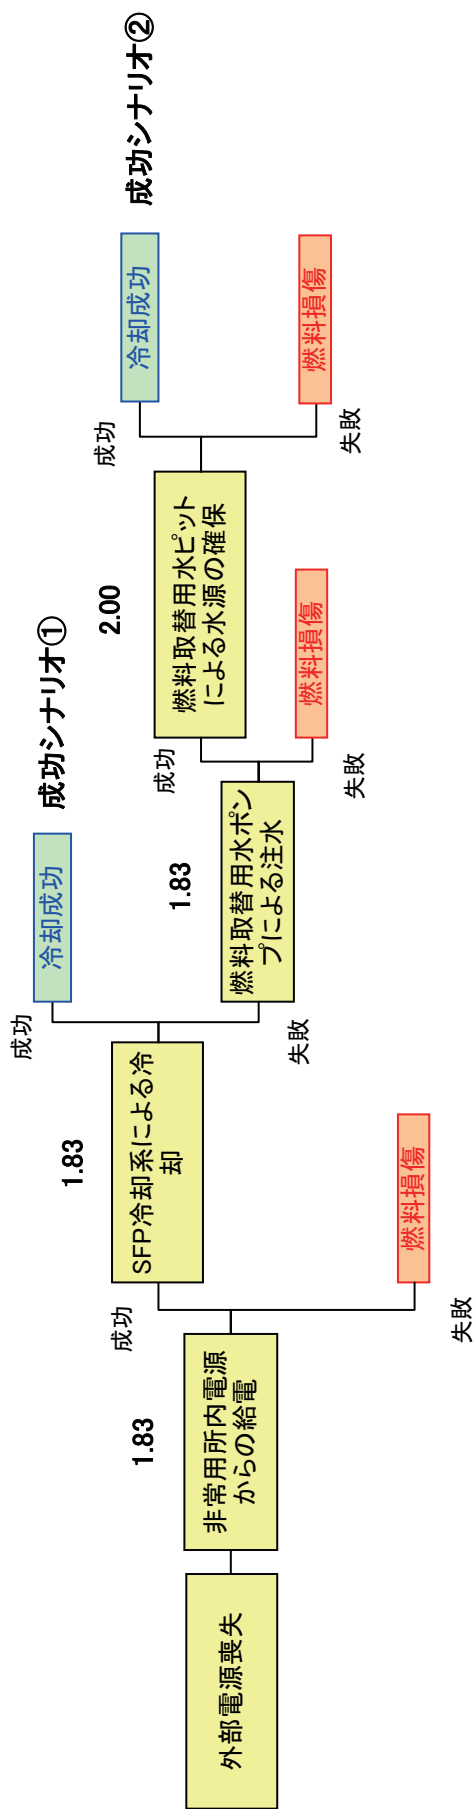 外部電源喪失
1.83
非常用所内電源
からの給電
成功
失敗
燃料損傷
1.83
SFP冷却系による冷
却
成功
冷却成功
成功シナリオ①
失敗
1.83
燃料取替用水ポン
プによる注水
成功
失敗
燃料損傷
2.00
燃料取替用水ピット
による水源の確保
成功
冷却成功
成功シナリオ②
失敗
燃料損傷